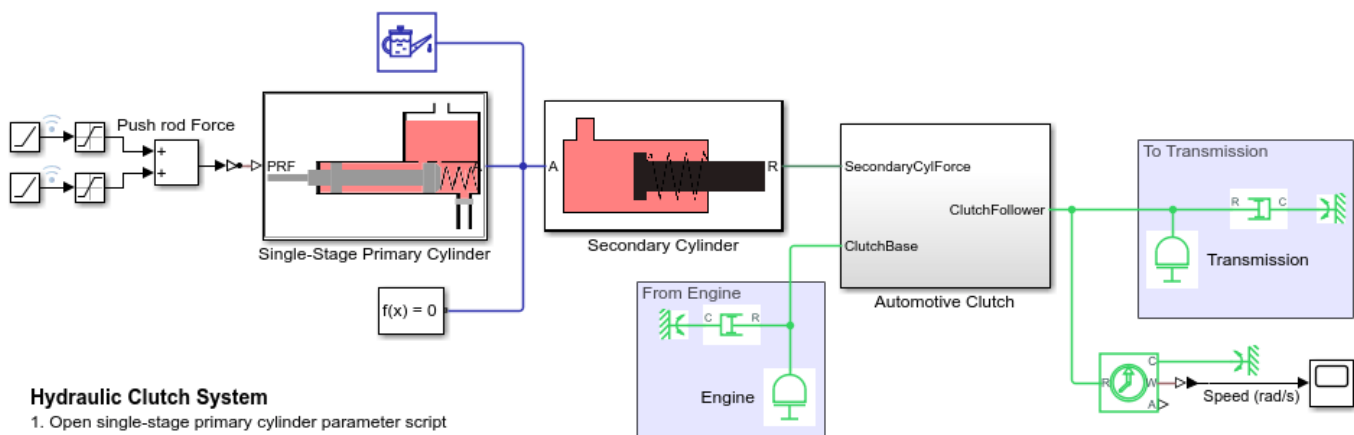 Push rod Force
+
+
PRF
A
Single-Stage Primary Cylinder
f(x) = 0
A
R
Secondary Cylinder
SecondaryCylForce
ClutchFollower
ClutchBase
Automotive Clutch
From Engine
C
R
Engine
To Transmission
R
C
Transmission
R
C
W
A
Speed (rad/s)
Hydraulic Clutch System
1. Open single-stage primary cylinder parameter script